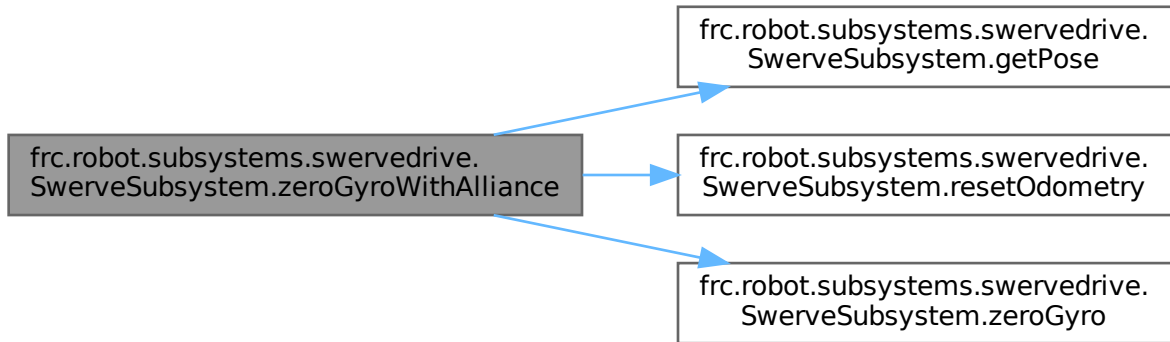 frc.robot.subsystems.swervedrive.
SwerveSubsystem.getPose
frc.robot.subsystems.swervedrive.
SwerveSubsystem.zeroGyroWithAlliance
frc.robot.subsystems.swervedrive.
SwerveSubsystem.resetOdometry
frc.robot.subsystems.swervedrive.
SwerveSubsystem.zeroGyro